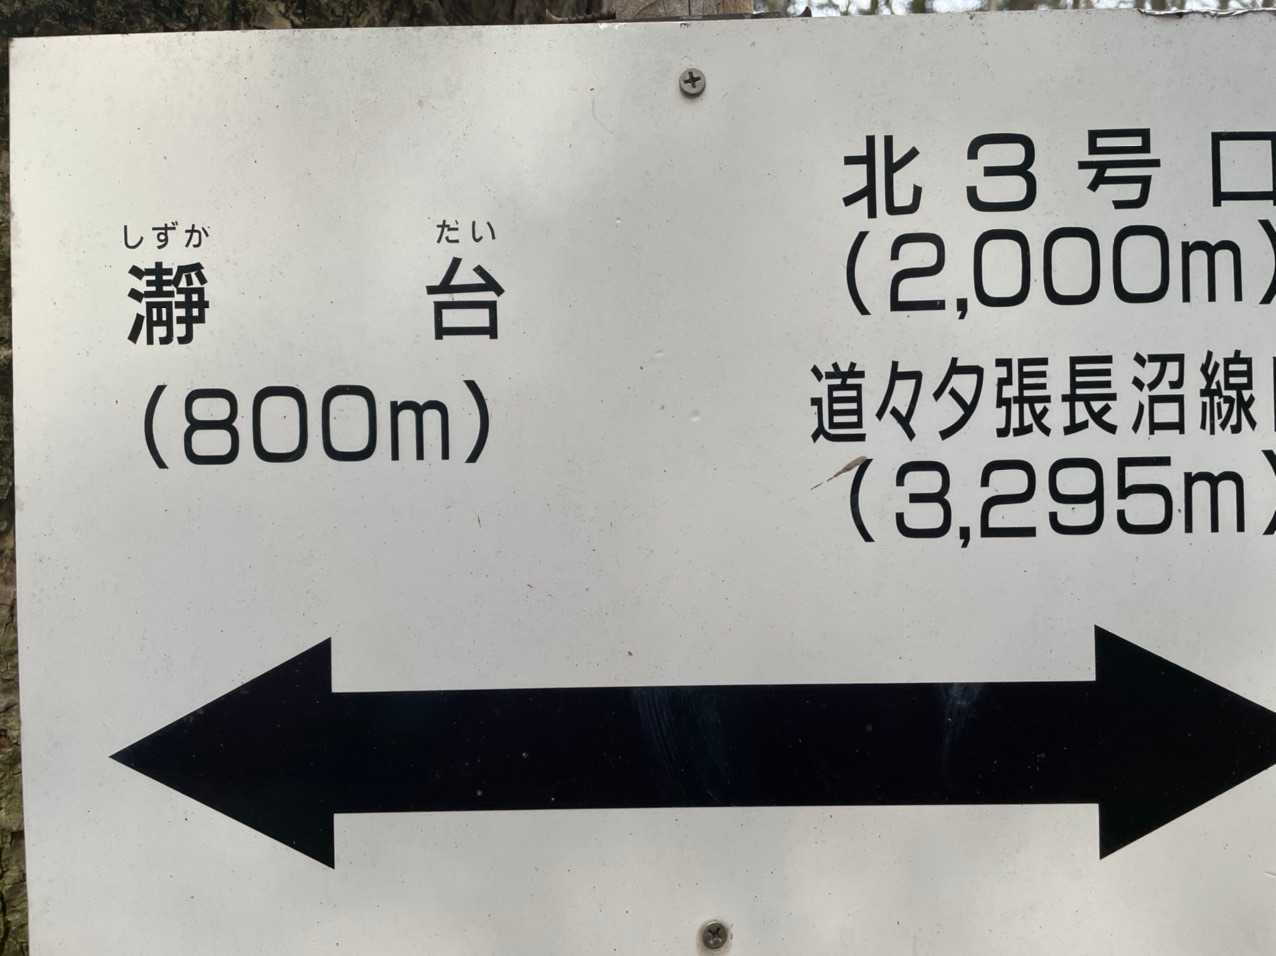 しずか だい
瀞 台
(800m)
北3号口
(2,000m)
道々夕張長沼線
(3,295m)